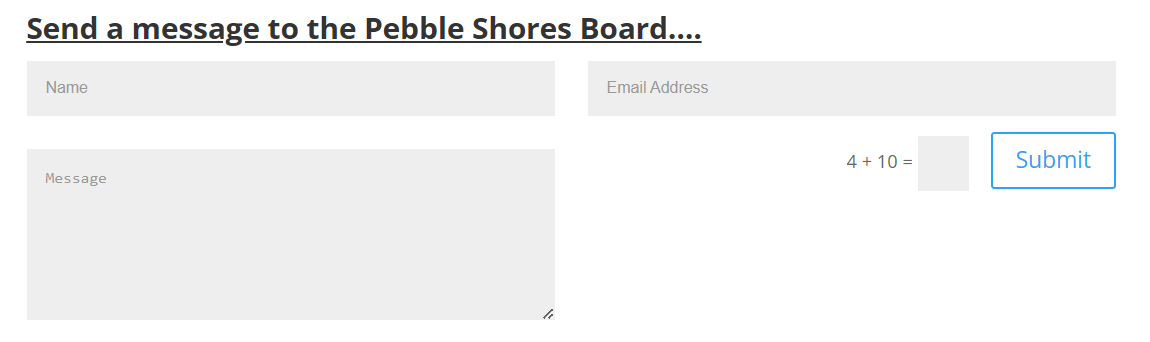 Send a message to the Pebble Shores Board....
Name
Email Address
Message
4 + 10 =
Submit